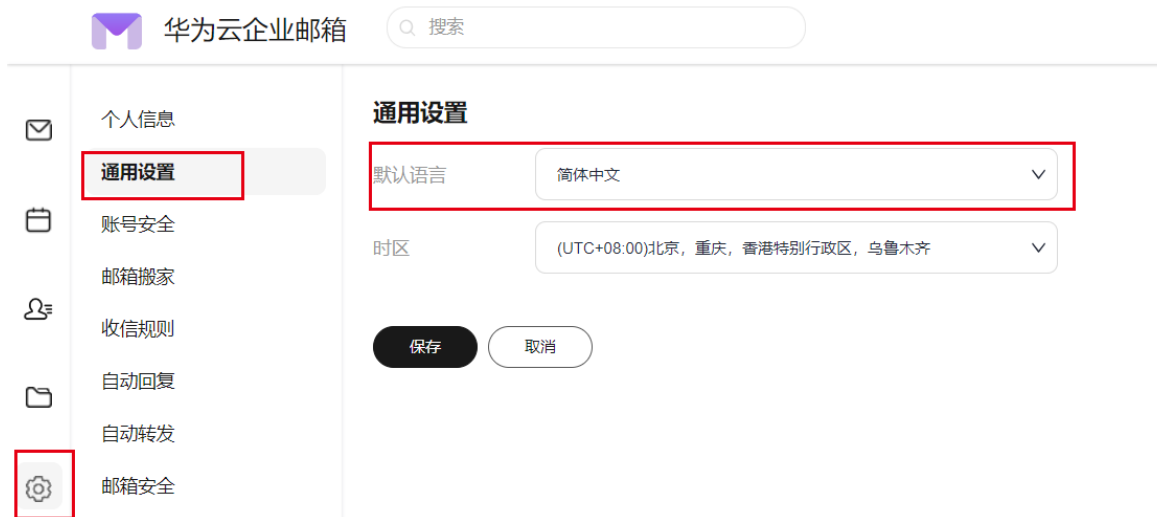 华为云企业邮箱
搜索
个人信息
通用设置
账号安全
邮箱搬家
收信规则
自动回复
自动转发
邮箱安全
通用设置
默认语言
简体中文
时区
(UTC+08:00)北京，重庆，香港特别行政区，乌鲁木齐
保存
取消